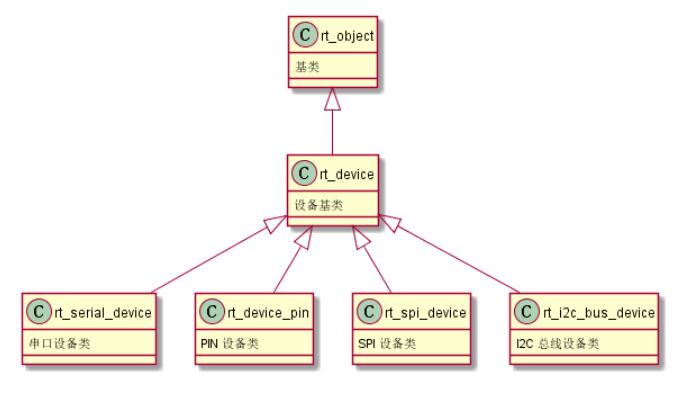 C rt_object
基类
C rt_device
设备基类
C rt_serial_device
串口设备类
C rt_device_pin
PIN 设备类
C rt_spi_device
SPI 设备类
C rt_i2c_bus_device
I2C 总线设备类